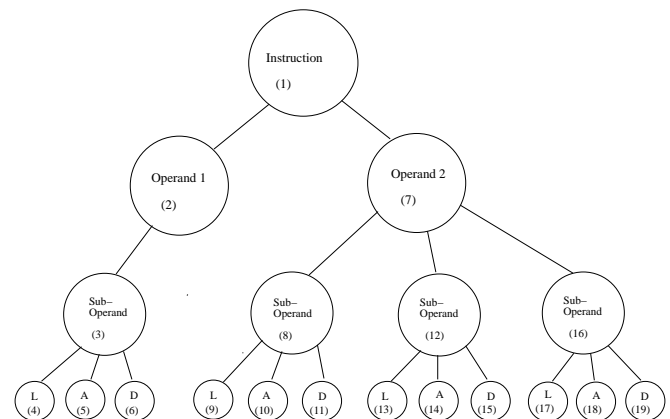 Instruction
(1)
Operand 1
(2)
Operand 2
(7)
Sub−
Operand
(3)
Sub−
Operand
(8)
Sub−
Operand
(12)
Sub−
Operand
(16)
L
(4)
A
(5)
D
(6)
L
(9)
A
(10)
D
(11)
L
(13)
A
(14)
D
(15)
L
(17)
A
(18)
D
(19)